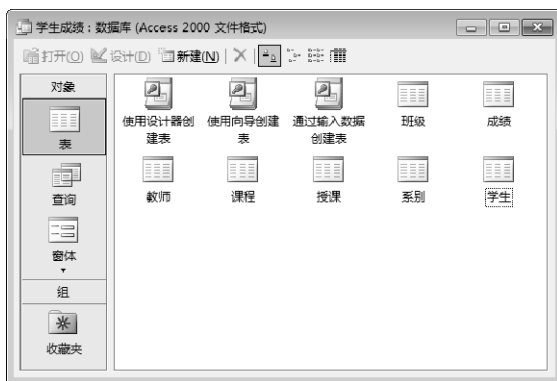 学生成绩 : 数据库 (Access 2000 文件格式)
打开(O) 设计(D) 新建(N)
对象
表
查询
窗体
组
收藏夹
使用设计器创
建表
使用向导创建
表
通过输入数据
创建表
班级
成绩
教师
课程
授课
系别
学生